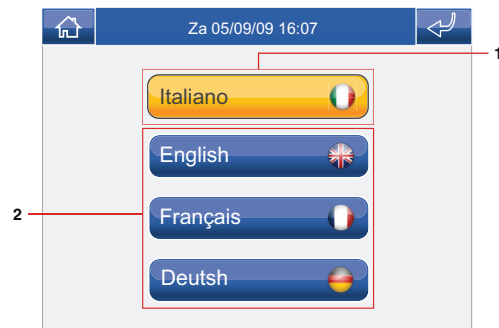 Za 05/09/09 16:07
1
Italiano
English
2
Français
Deutsh